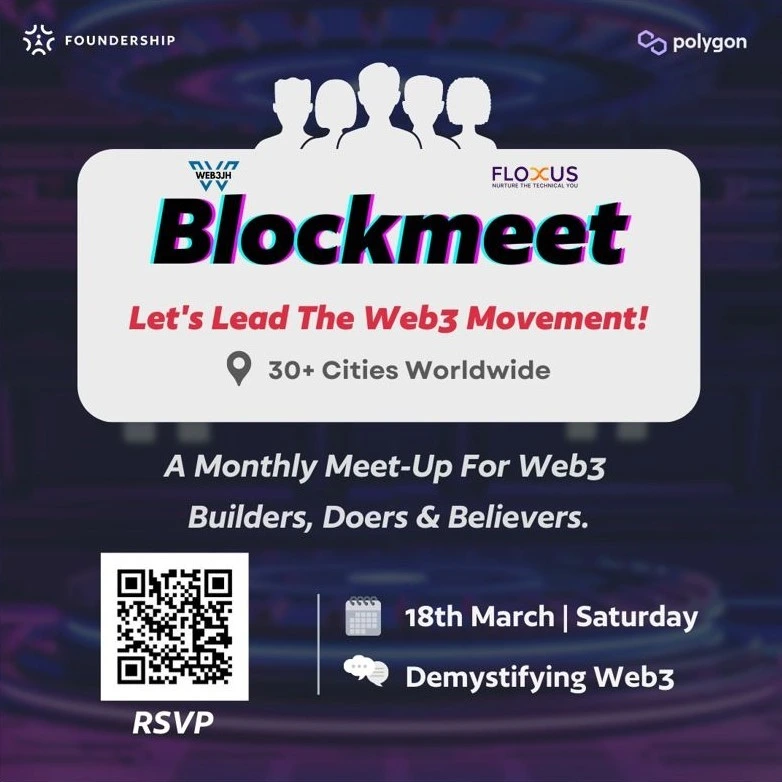 FOUNDERSHIP
polygon
WEB3JH
FLOXUS
NURTURE THE TECHNICAL YOU
Blockmeet
Let's Lead The Web3 Movement!
30+ Cities Worldwide
A Monthly Meet-Up For Web3
Builders, Doers & Believers.
18th March | Saturday
Demystifying Web3
RSVP